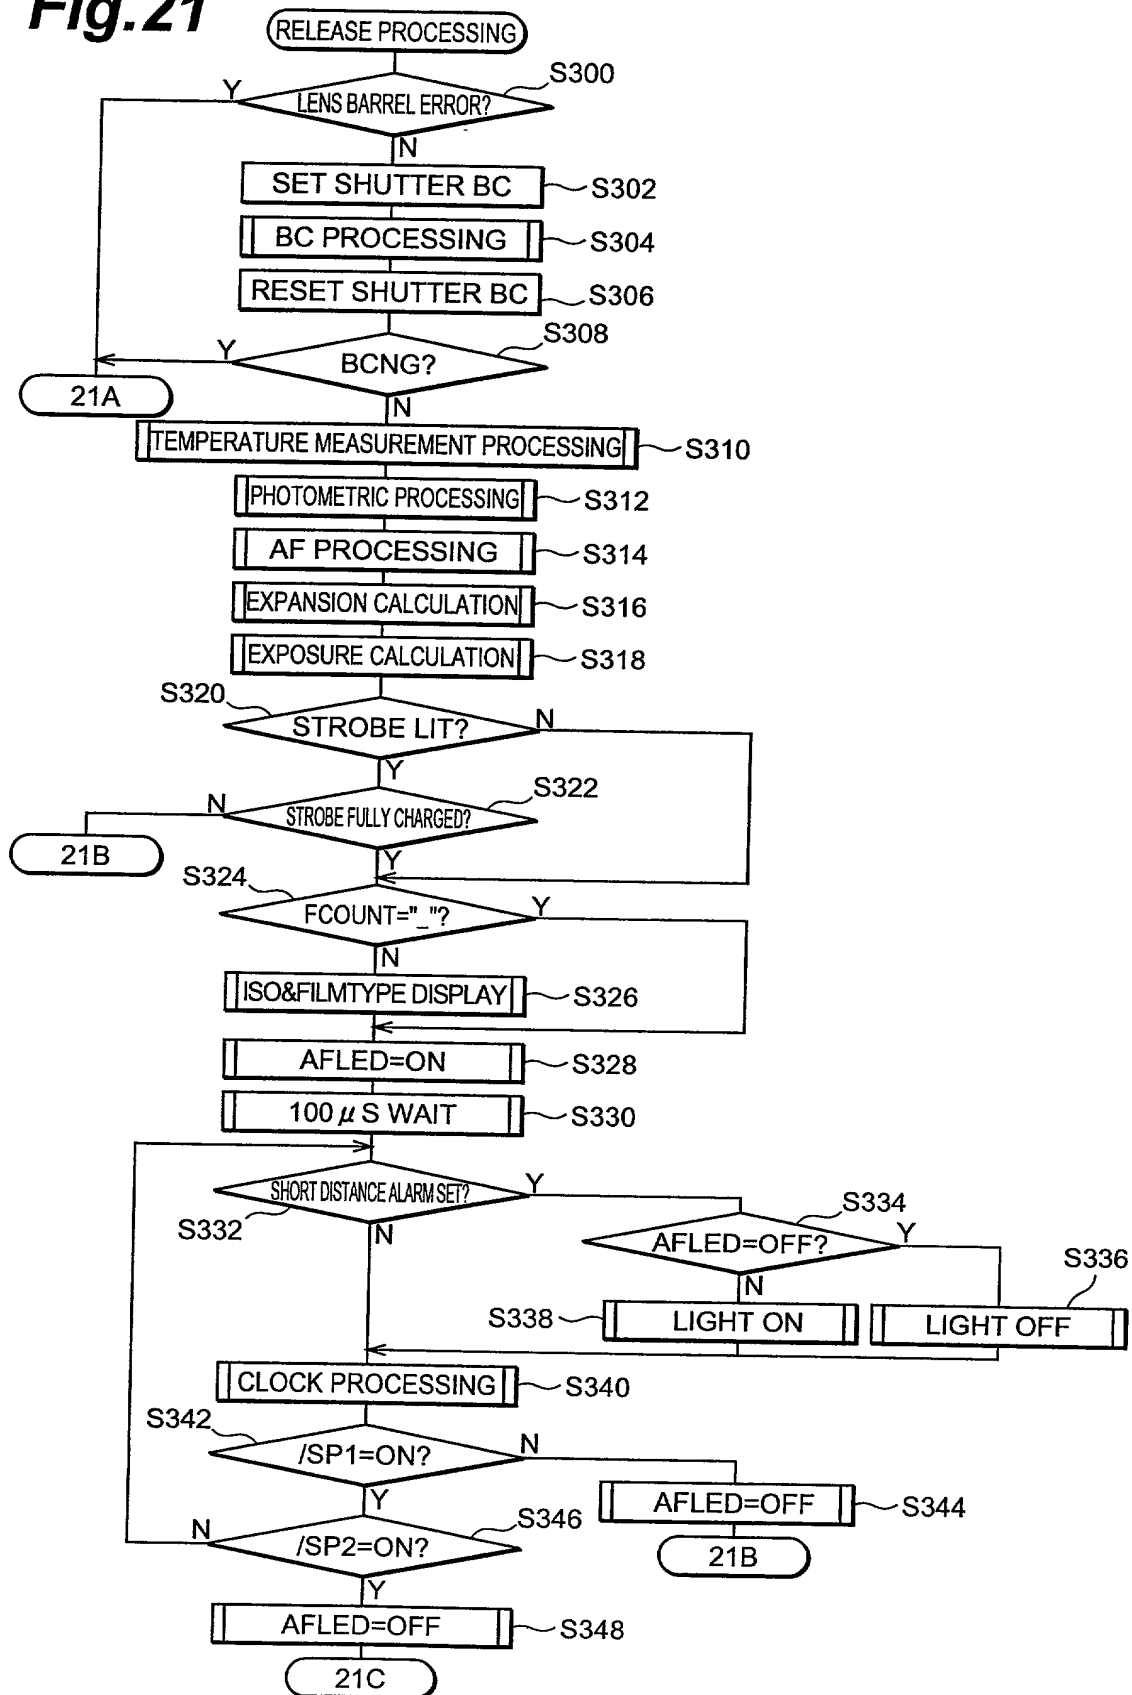 Fig.21
RELEASE PROCESSING
S300
Y
LENS BARREL ERROR?
N
SET SHUTTER BC
S302
BC PROCESSING
S304
RESET SHUTTER BC
S306
S308
Y
BCNG?
21A
N
TEMPERATURE MEASUREMENT PROCESSING
S310
PHOTOMETRIC PROCESSING
S312
AF PROCESSING
S314
EXPANSION CALCULATION
S316
EXPOSURE CALCULATION
S318
S320
STROBE LIT?
N
Y
S322
N
STROBE FULLY CHARGED?
21B
Y
S324
FCOUNT="_"?
Y
N
ISO&FILMTYPE DISPLAY
S326
AFLED=ON
S328
100 μ S WAIT
S330
SHORT DISTANCE ALARM SET?
Y
S332
N
S334
AFLED=OFF?
Y
N
S336
S338
LIGHT ON
LIGHT OFF
CLOCK PROCESSING
S340
S342
/SP1=ON?
N
Y
AFLED=OFF
S344
21B
S346
N
/SP2=ON?
Y
AFLED=OFF
S348
21C